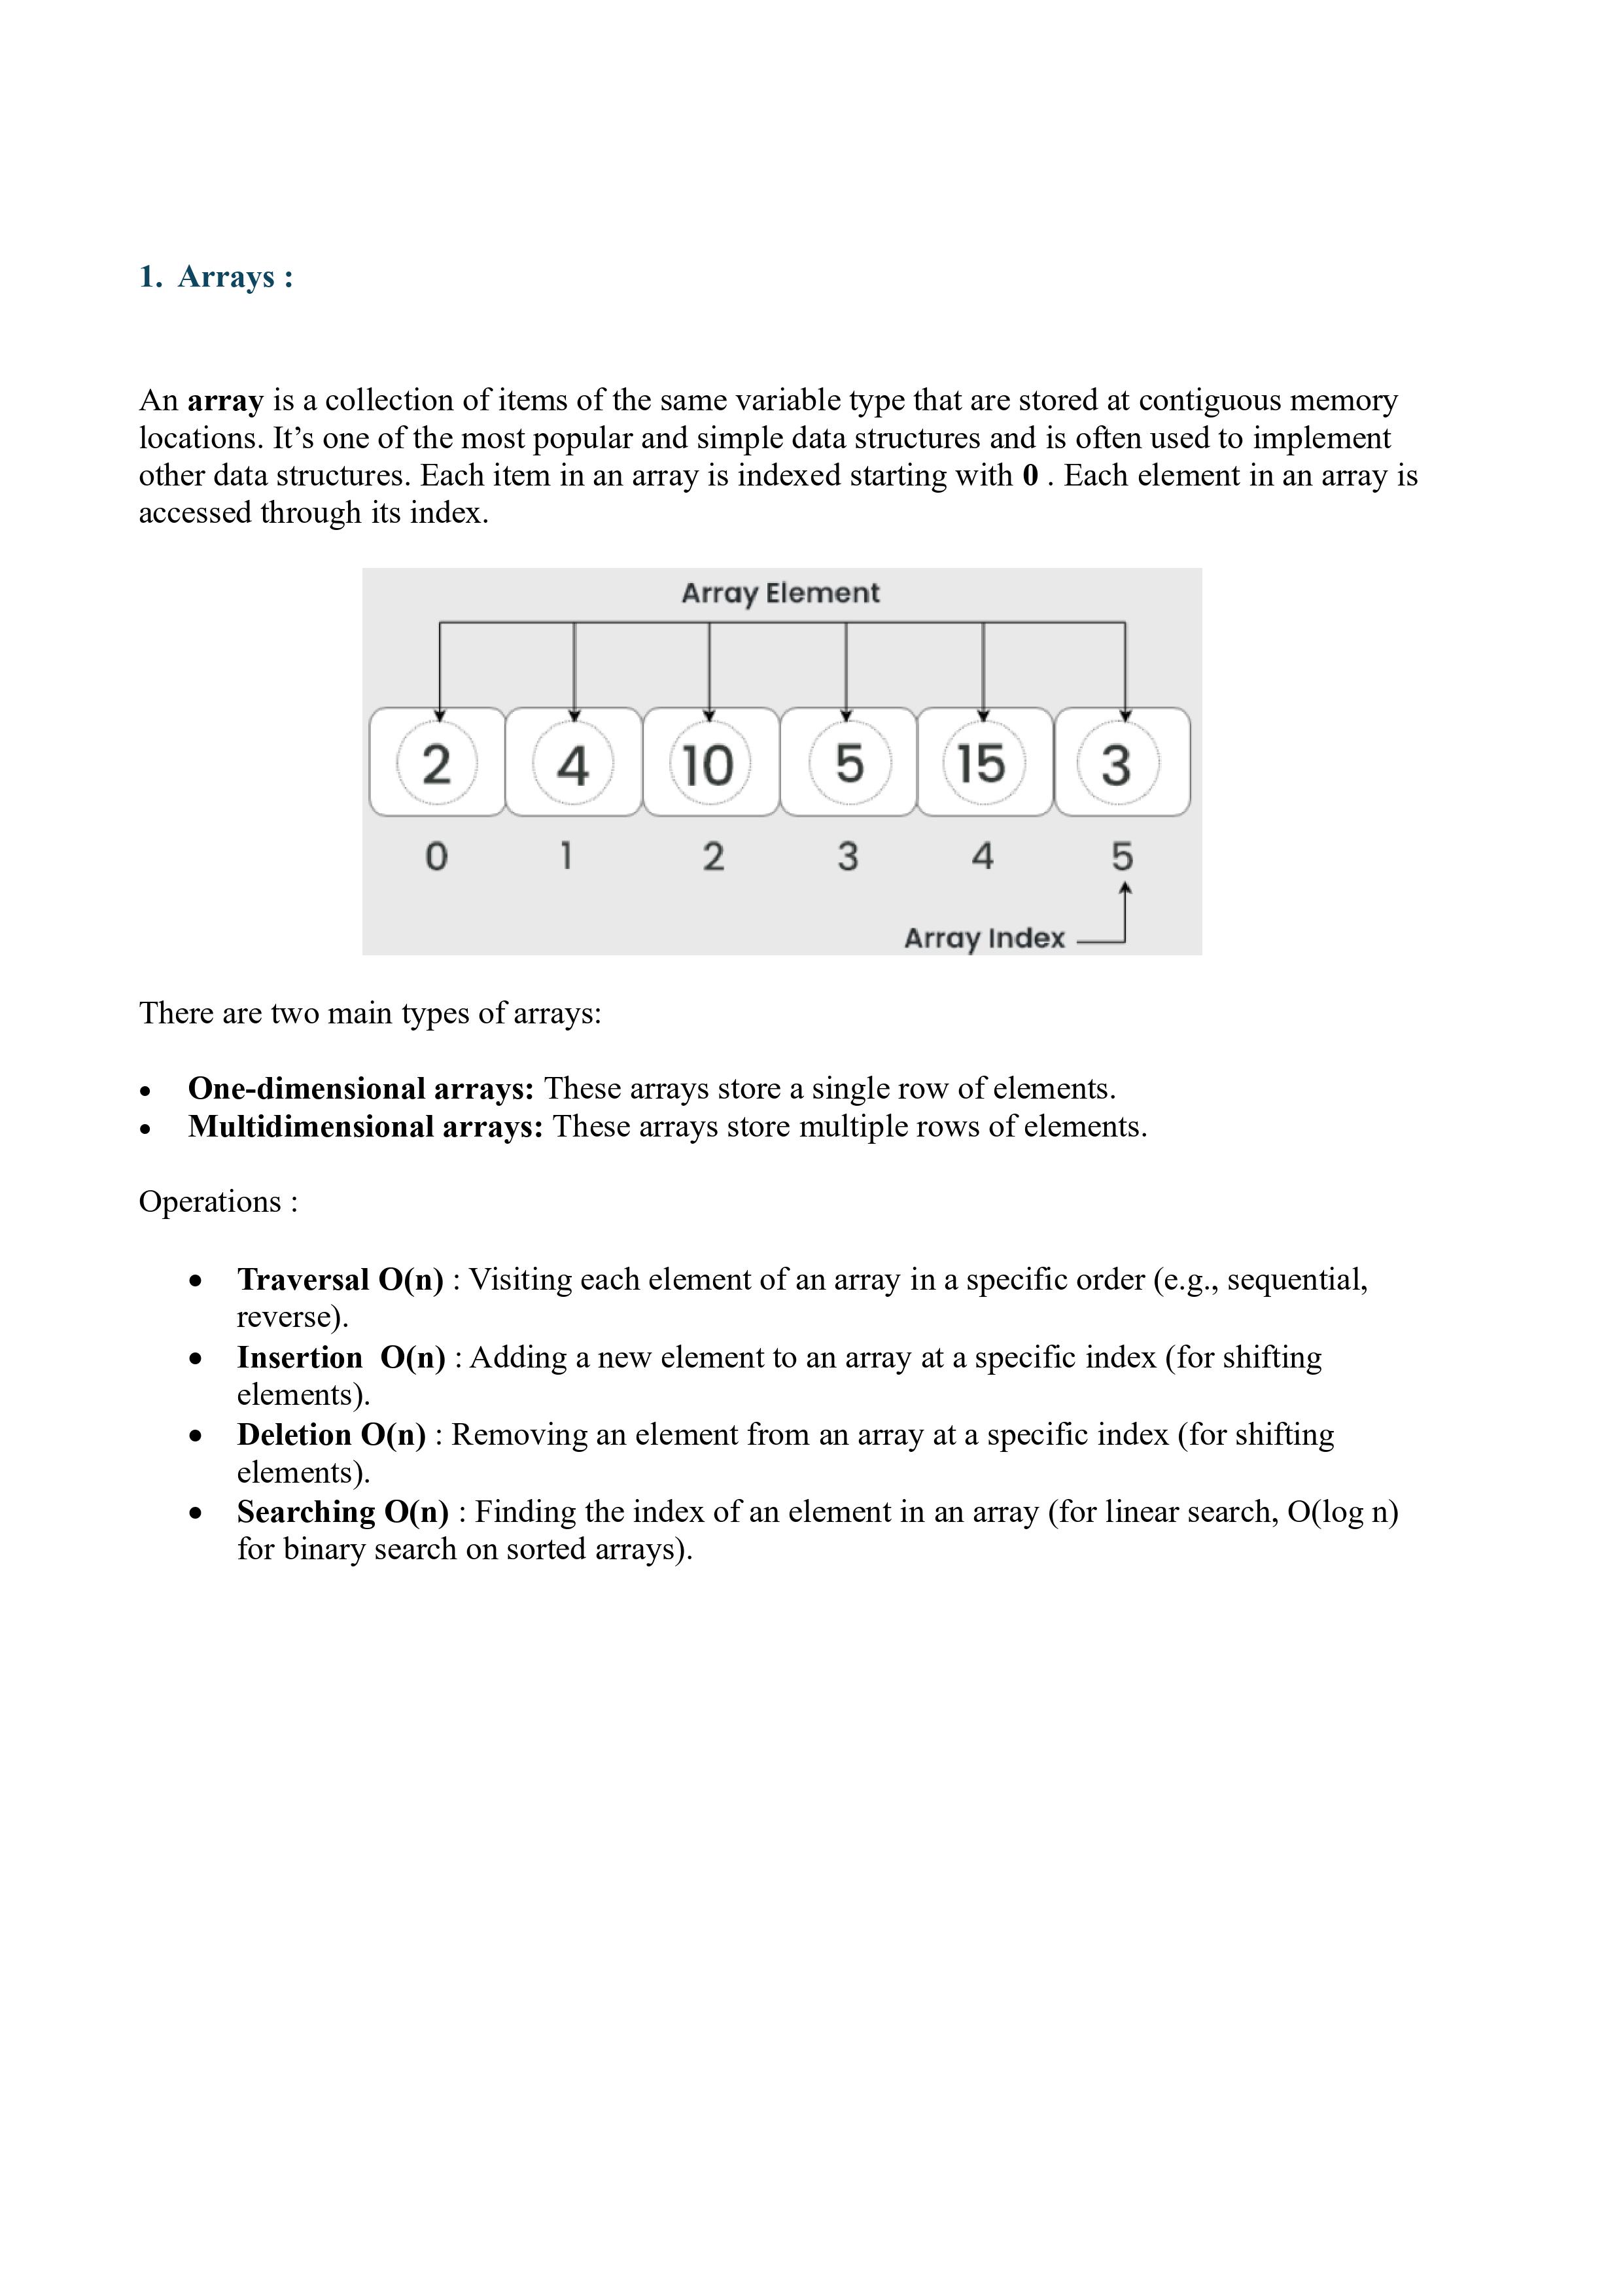 1. Arrays :
An array is a collection of items of the same variable type that are stored at contiguous memory
locations. It’s one of the most popular and simple data structures and is often used to implement
other data structures. Each item in an array is indexed starting with 0 . Each element in an array is
accessed through its index.
Array Element
2 4 10 5 15 3
0 1 2 3 4 5
Array Index
There are two main types of arrays:
• One-dimensional arrays: These arrays store a single row of elements.
• Multidimensional arrays: These arrays store multiple rows of elements.
Operations :
• Traversal O(n) : Visiting each element of an array in a specific order (e.g., sequential,
reverse).
• Insertion  O(n) : Adding a new element to an array at a specific index (for shifting
elements).
• Deletion O(n) : Removing an element from an array at a specific index (for shifting
elements).
• Searching O(n) : Finding the index of an element in an array (for linear search, O(log n)
for binary search on sorted arrays).